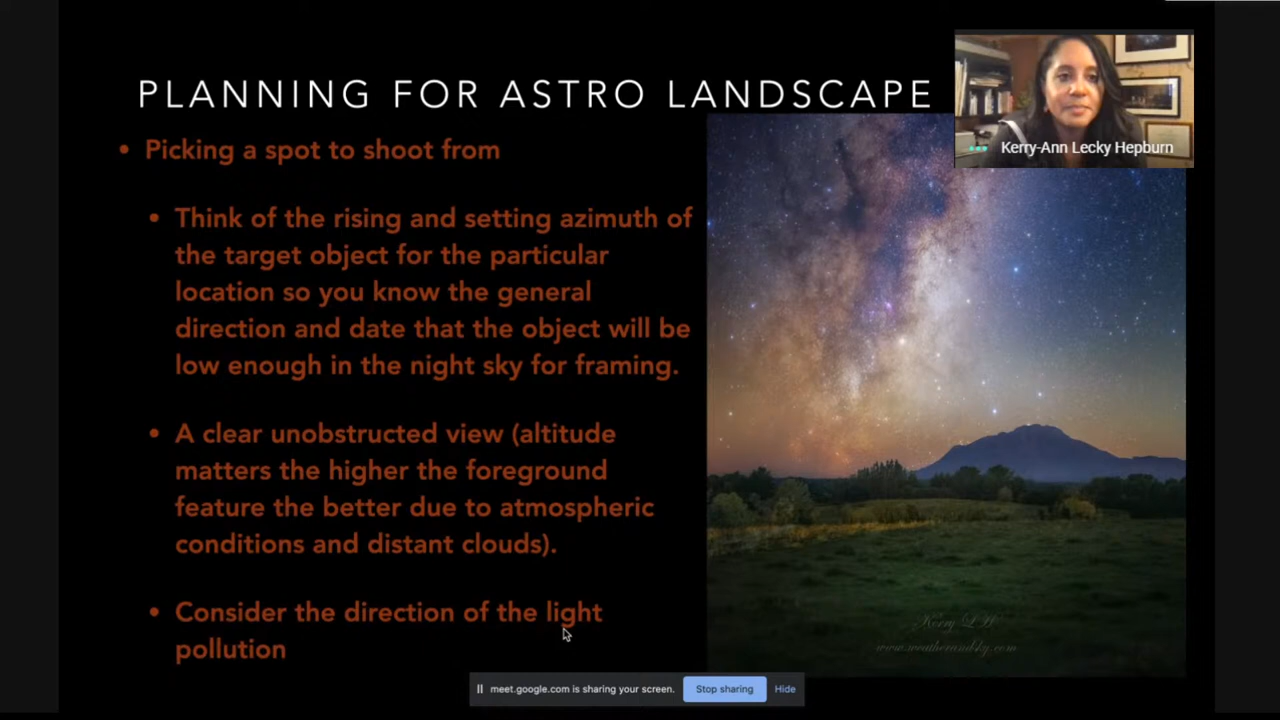 PLANNING FOR ASTRO LANDSCAPE
Kerry-Ann Lecky Hepburn
• Picking a spot to shoot from
• Think of the rising and setting azimuth of
the target object for the particular
location so you know the general
direction and date that the object will be
low enough in the night sky for framing.
• A clear unobstructed view (altitude
matters the higher the foreground
feature the better due to atmospheric
conditions and distant clouds).
• Consider the direction of the light
pollution
Kerry L H
www.weatherandsky.com
meet.google.com is sharing your screen.
Stop sharing
Hide